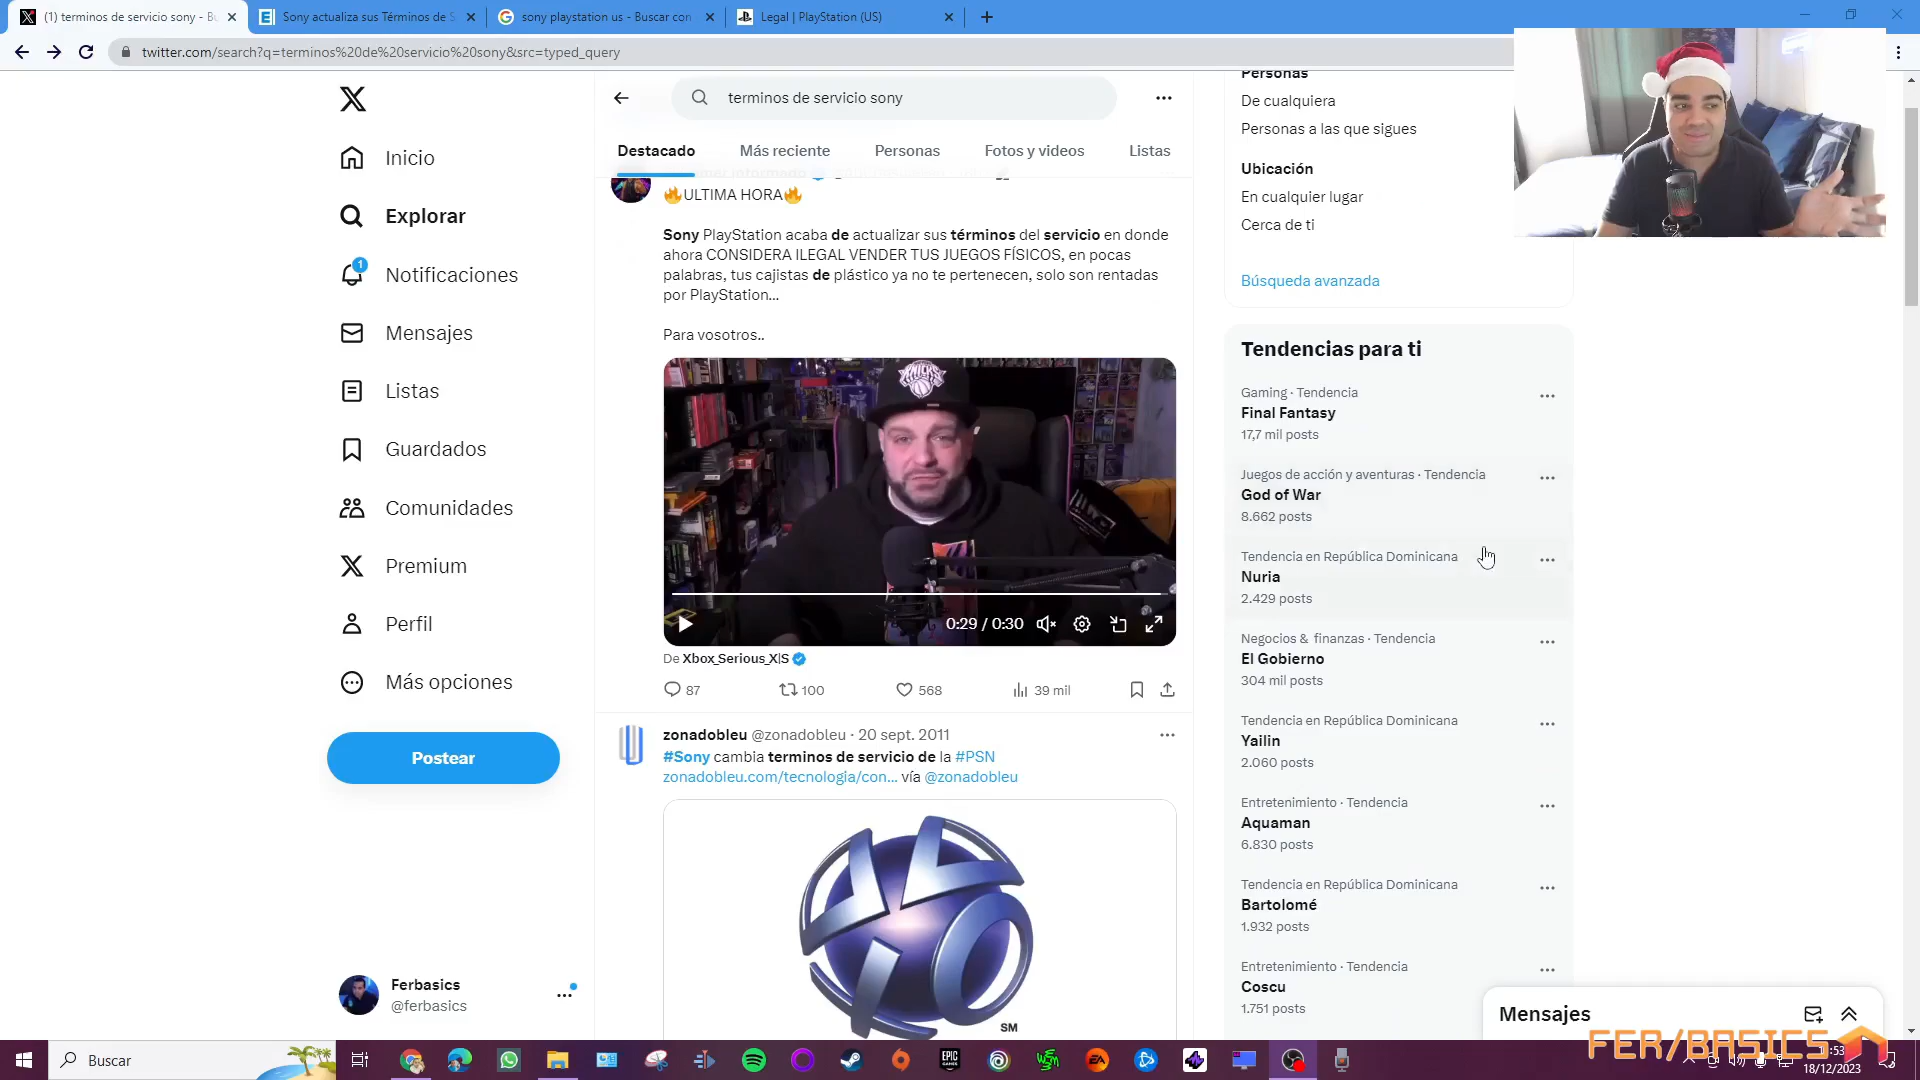 (1) terminos de servicio sony - Bu
Sony actualiza sus Términos de S
sony playstation us - Buscar con
Legal | PlayStation (US)
twitter.com/search?q=terminos%20de%20servicio%20sony&src=typed_query
terminos de servicio sony
Destacado
Más reciente
Personas
Fotos y videos
Listas
Inicio
Explorar
1
Notificaciones
Mensajes
Listas
Guardados
Comunidades
Premium
Perfil
Más opciones
Postear
Ferbasics
@ferbasics
🔥ULTIMA HORA🔥
Sony PlayStation acaba de actualizar sus términos del servicio en donde
ahora CONSIDERA ILEGAL VENDER TUS JUEGOS FÍSICOS, en pocas
palabras, tus cajistas de plástico ya no te pertenecen, solo son rentadas
por PlayStation...
Para vosotros..
KNICKS
0:29 / 0:30
De Xbox_Serious_X|S
87
100
568
39 mil
zonadobleu @zonadobleu · 20 sept. 2011
#Sony cambia terminos de servicio de la #PSN
zonadobleu.com/tecnologia/con... vía @zonadobleu
SM
Personas
De cualquiera
Personas a las que sigues
Ubicación
En cualquier lugar
Cerca de ti
Búsqueda avanzada
Tendencias para ti
Gaming · Tendencia
Final Fantasy
17,7 mil posts
Juegos de acción y aventuras · Tendencia
God of War
8.662 posts
Tendencia en República Dominicana
Nuria
2.429 posts
Negocios & finanzas · Tendencia
El Gobierno
304 mil posts
Tendencia en República Dominicana
Yailin
2.060 posts
Entretenimiento · Tendencia
Aquaman
6.830 posts
Tendencia en República Dominicana
Bartolomé
1.932 posts
Entretenimiento · Tendencia
Coscu
1.751 posts
Mensajes
FER/BASICS
Buscar
EPIC
GAMES
EA
:53
18/12/2023